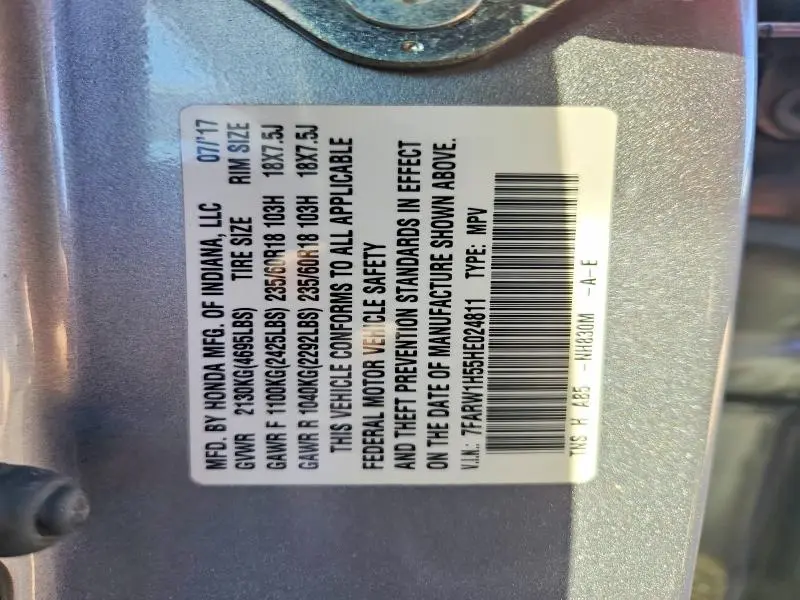 MFD. BY HONDA MFG. OF INDIANA, LLC 07/'17
GVWR 2130KG(4695LBS) TIRE SIZE RIM SIZE
GAWR F 1100KG(2425LBS) 235/60R18 103H 18X7.5J
GAWR R 1040KG(2292LBS) 235/60R18 103H 18X7.5J
THIS VEHICLE CONFORMS TO ALL APPLICABLE
FEDERAL MOTOR VEHICLE SAFETY
AND THEFT PREVENTION STANDARDS IN EFFECT
ON THE DATE OF MANUFACTURE SHOWN ABOVE.
V.I.N.: 7FARW1H55HE024611 TYPE: MPV
TNS H A85 -NH830M -A-E